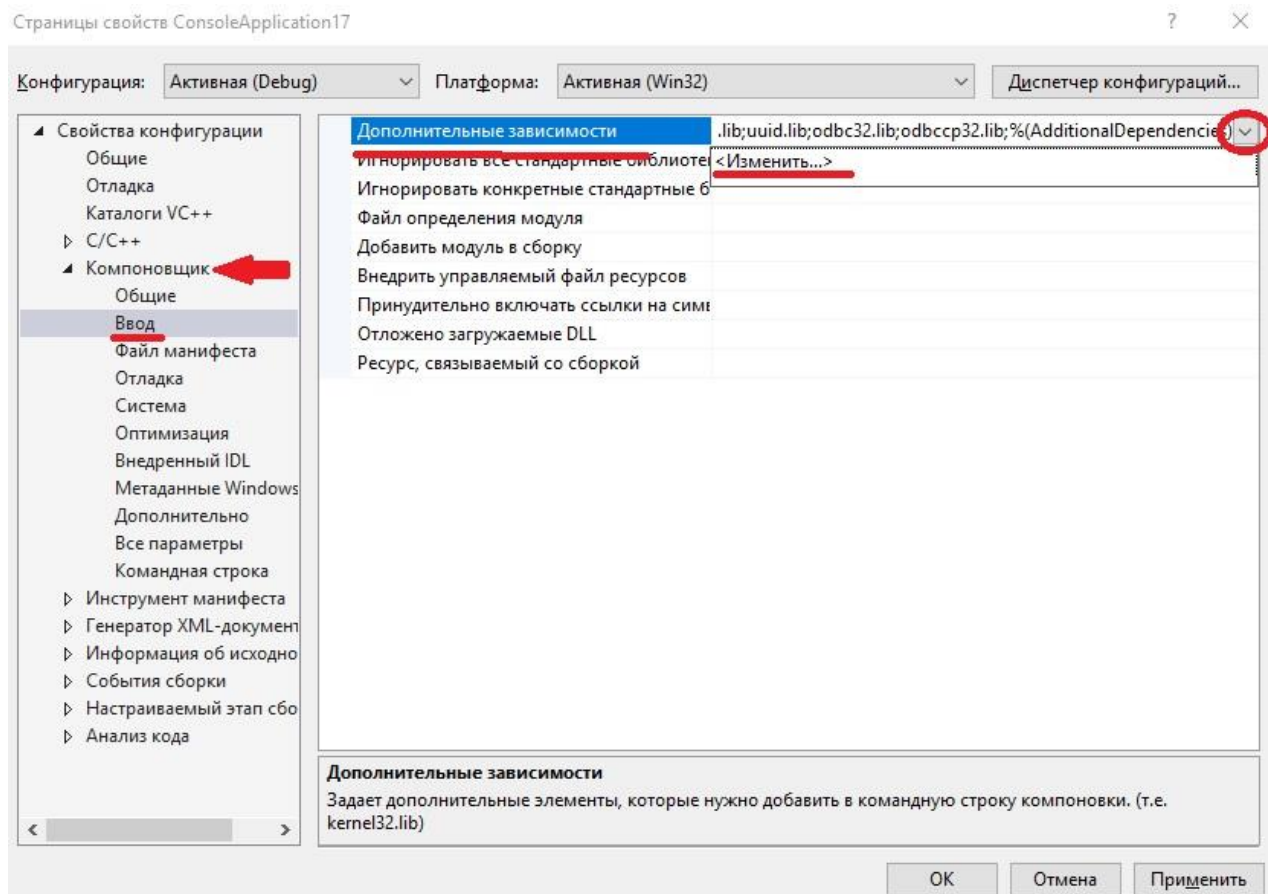 Страницы свойств ConsoleApplication17
? ×
Конфигурация: Активная (Debug) Платформа: Активная (Win32) Диспетчер конфигураций...
Свойства конфигурации
Общие
Отладка
Каталоги VC++
C/C++
Компоновщик
Общие
Ввод
Файл манифеста
Отладка
Система
Оптимизация
Внедренный IDL
Метаданные Windows
Дополнительно
Все параметры
Командная строка
Инструмент манифеста
Генератор XML-документ
Информация об исходно
События сборки
Настраиваемый этап сбо
Анализ кода
Дополнительные зависимости .lib;uuid.lib;odbc32.lib;odbccp32.lib;%(AdditionalDependencies)
Игнорировать все стандартные библиотек <Изменить...>
Игнорировать конкретные стандартные б
Файл определения модуля
Добавить модуль в сборку
Внедрить управляемый файл ресурсов
Принудительно включать ссылки на симв
Отложено загружаемые DLL
Ресурс, связываемый со сборкой
Дополнительные зависимости
Задает дополнительные элементы, которые нужно добавить в командную строку компоновки. (т.е.
kernel32.lib)
ОК Отмена Применить